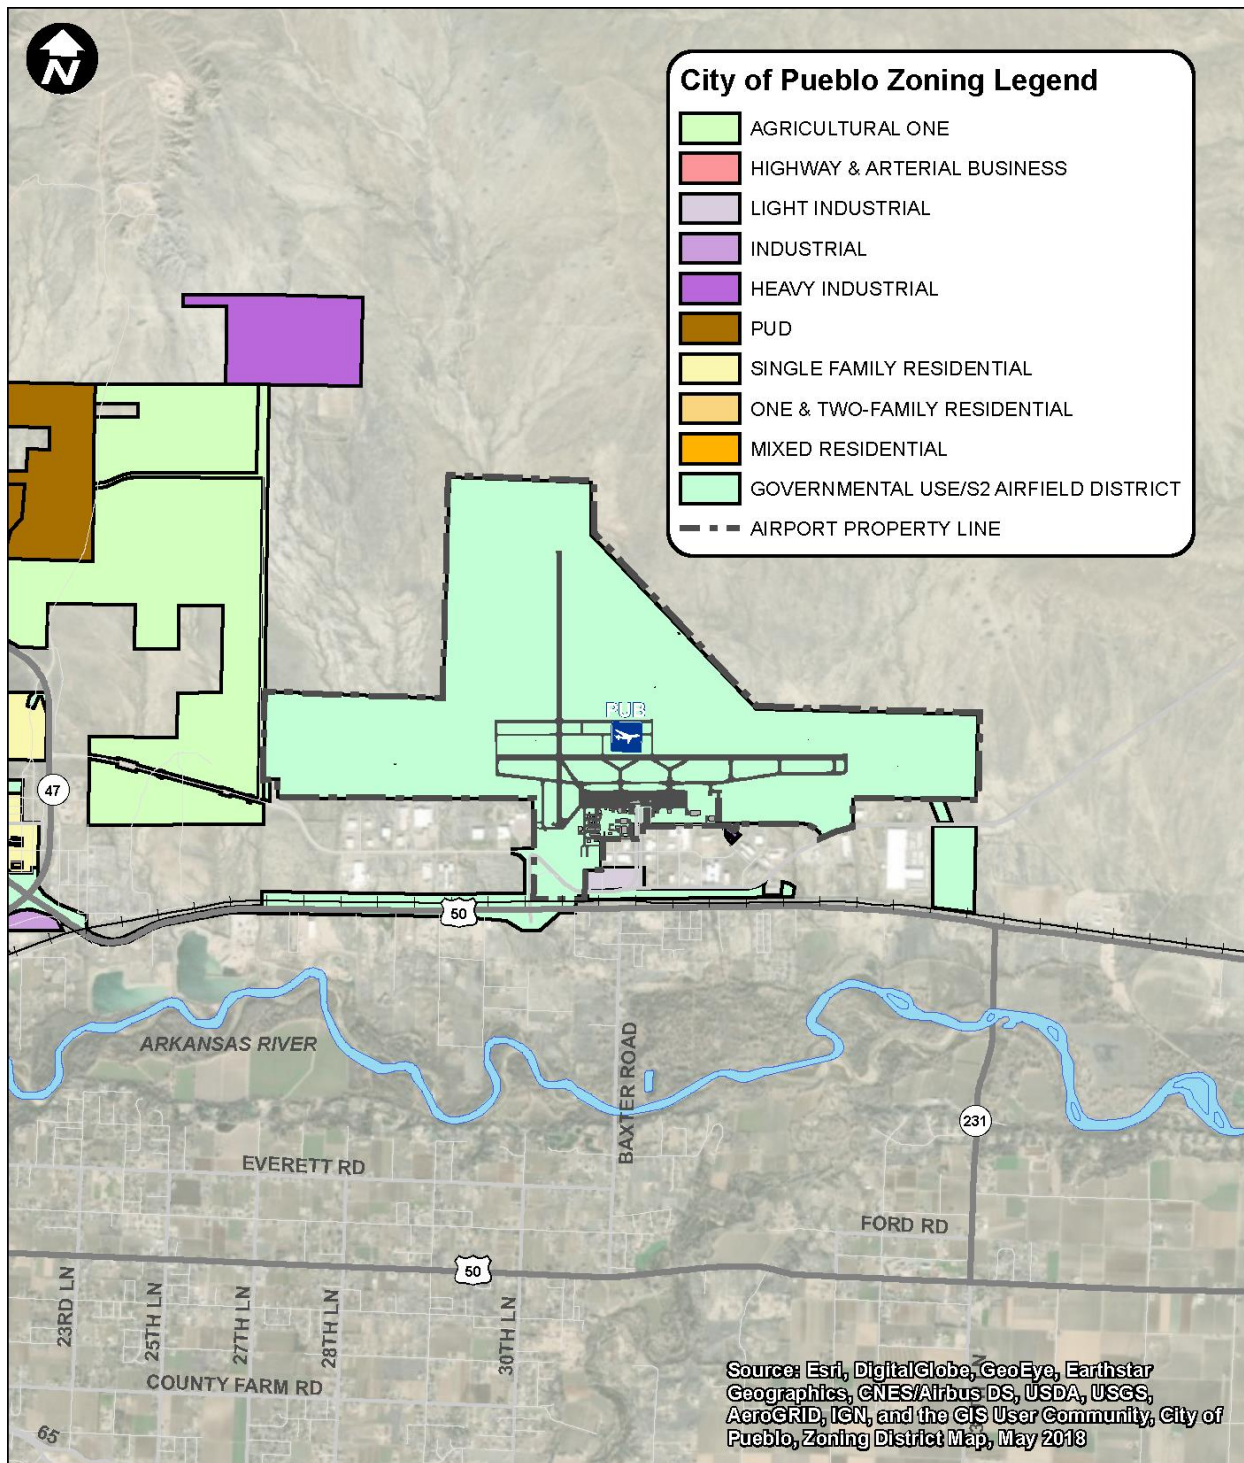 N
City of Pueblo Zoning Legend
AGRICULTURAL ONE
HIGHWAY & ARTERIAL BUSINESS
LIGHT INDUSTRIAL
INDUSTRIAL
HEAVY INDUSTRIAL
PUD
SINGLE FAMILY RESIDENTIAL
ONE & TWO-FAMILY RESIDENTIAL
MIXED RESIDENTIAL
GOVERNMENTAL USE/S2 AIRFIELD DISTRICT
AIRPORT PROPERTY LINE
PUB
47
50
ARKANSAS RIVER
BAXTER ROAD
231
EVERETT RD
FORD RD
50
23RD LN
25TH LN
27TH LN
28TH LN
30TH LN
COUNTY FARM RD
65
Source: Esri, DigitalGlobe, GeoEye, Earthstar
Geographics, CNES/Airbus DS, USDA, USGS,
AeroGRID, IGN, and the GIS User Community, City of
Pueblo, Zoning District Map, May 2018